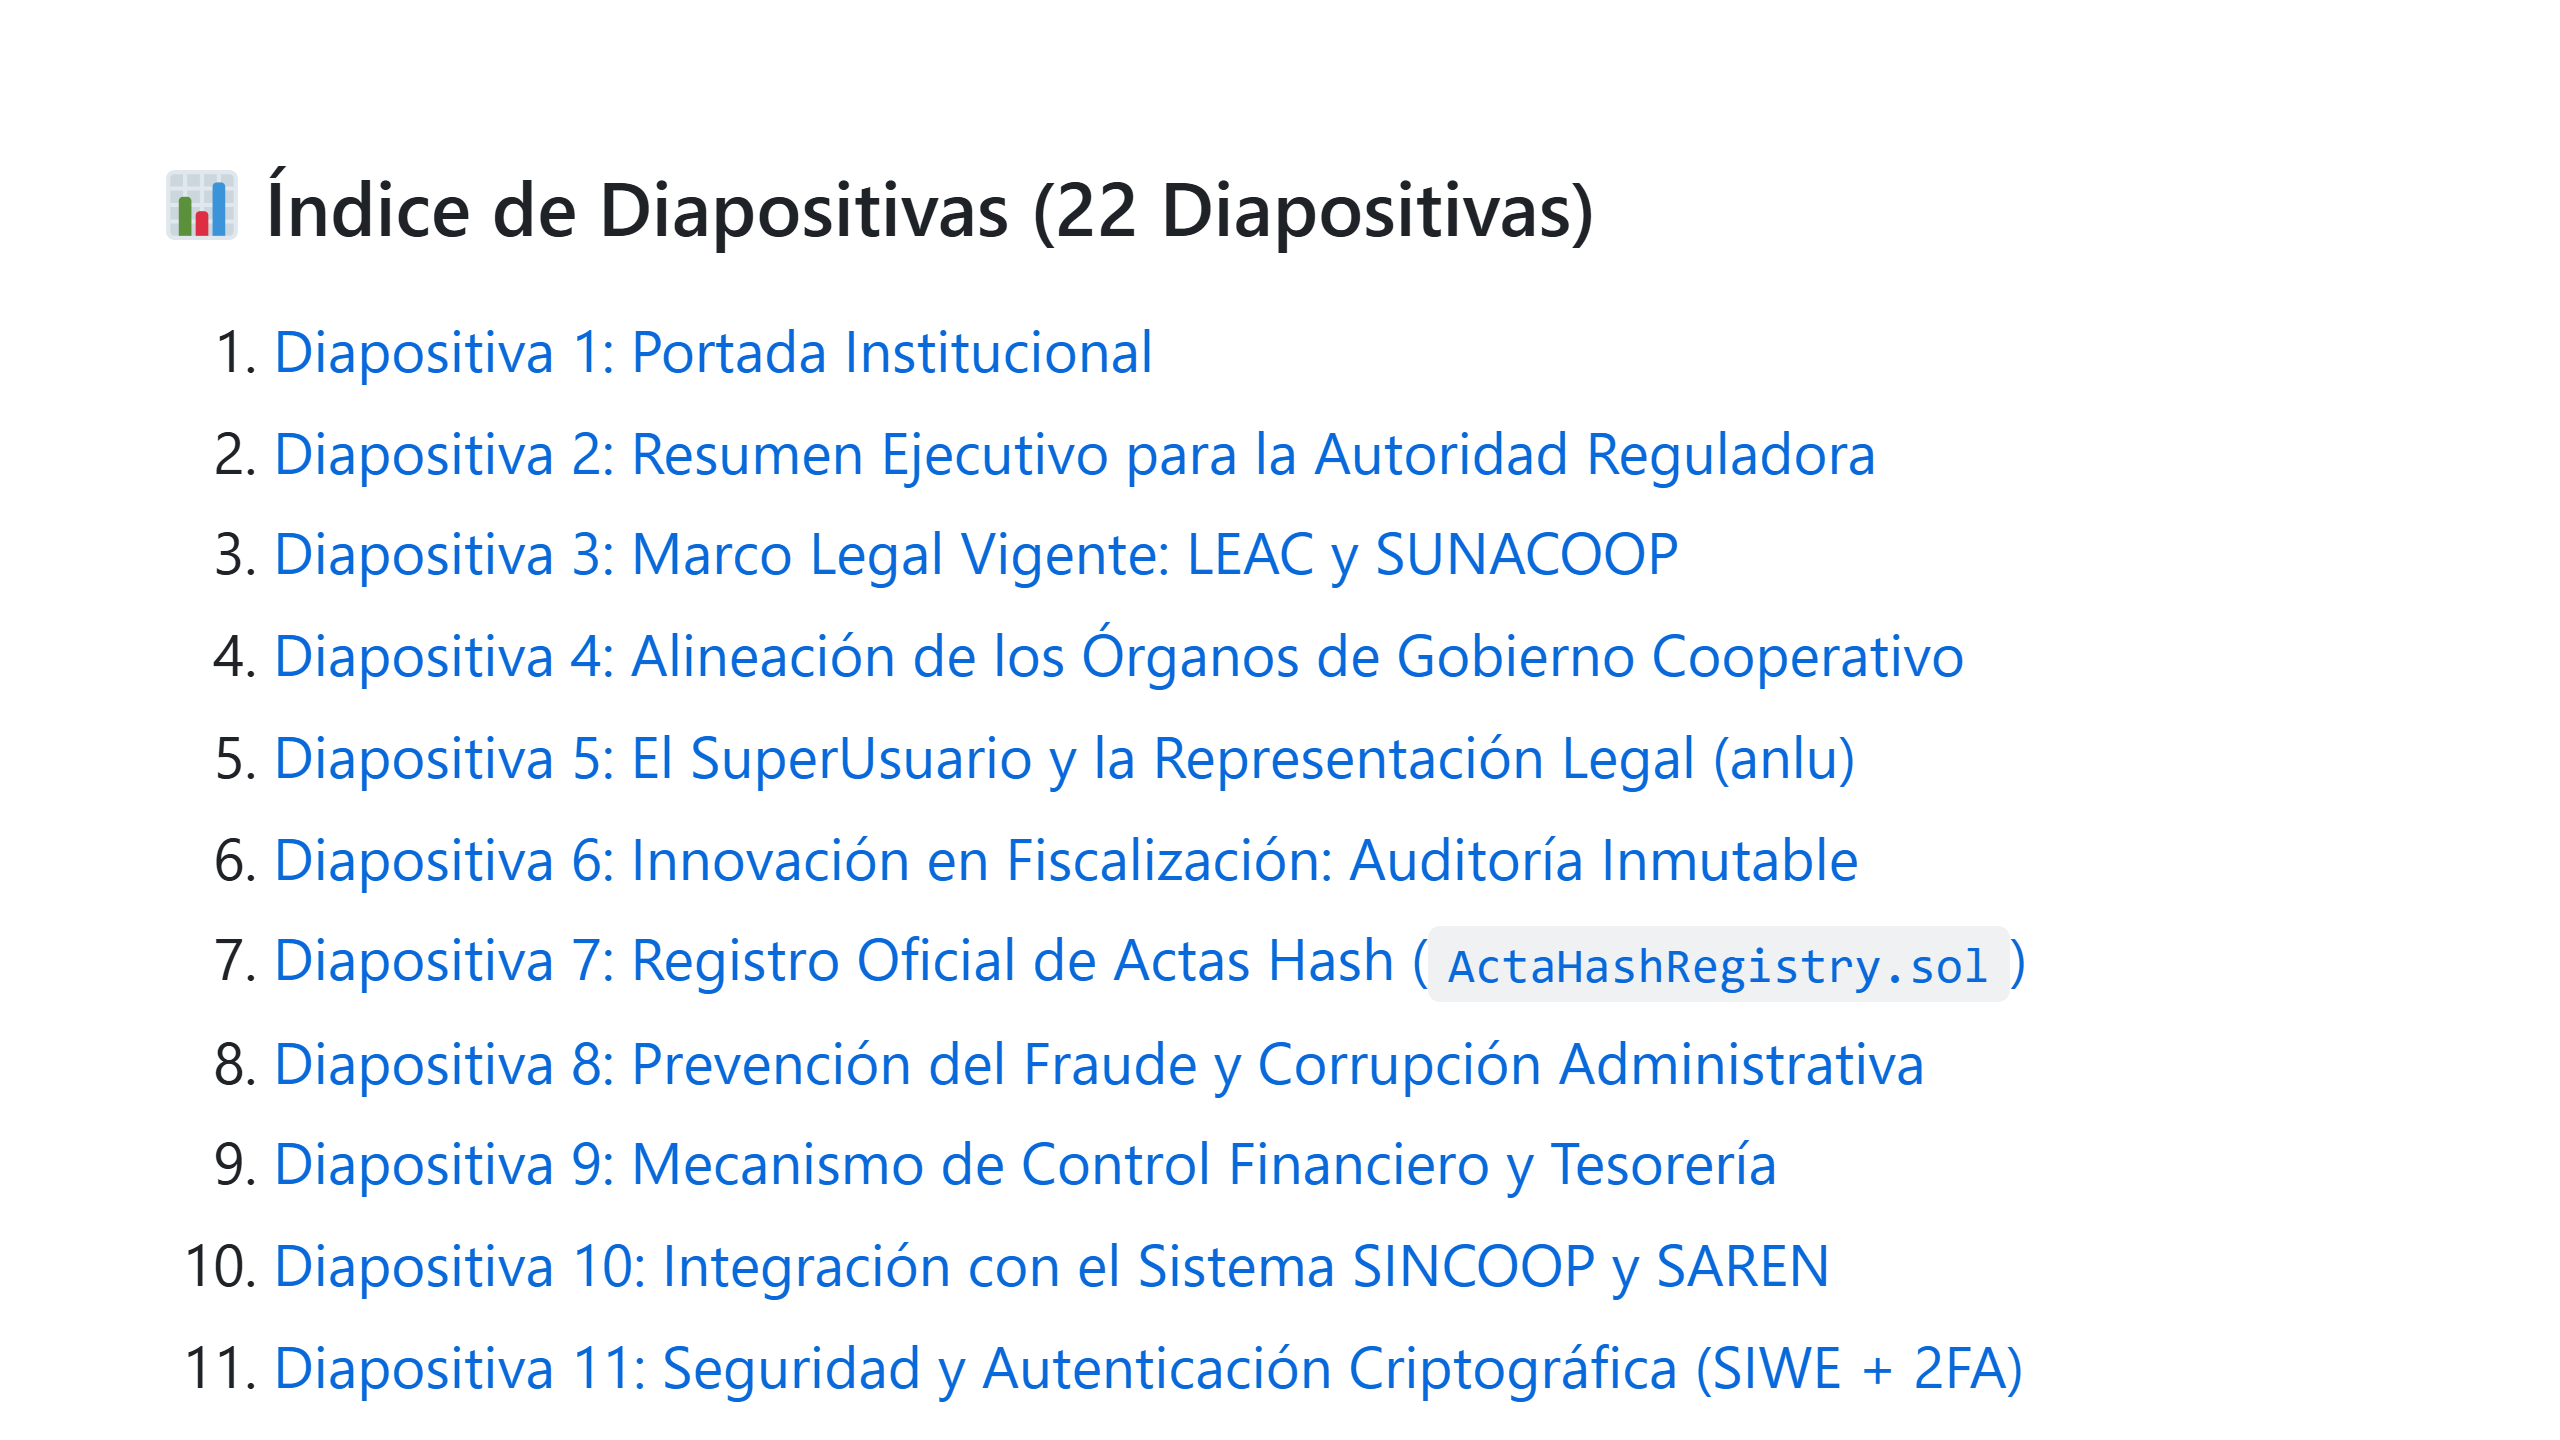 Índice de Diapositivas (22 Diapositivas)
1. Diapositiva 1: Portada Institucional
2. Diapositiva 2: Resumen Ejecutivo para la Autoridad Reguladora
3. Diapositiva 3: Marco Legal Vigente: LEAC y SUNACOOP
4. Diapositiva 4: Alineación de los Órganos de Gobierno Cooperativo
5. Diapositiva 5: El SuperUsuario y la Representación Legal (anlu)
6. Diapositiva 6: Innovación en Fiscalización: Auditoría Inmutable
7. Diapositiva 7: Registro Oficial de Actas Hash (ActaHashRegistry.sol)
8. Diapositiva 8: Prevención del Fraude y Corrupción Administrativa
9. Diapositiva 9: Mecanismo de Control Financiero y Tesorería
10. Diapositiva 10: Integración con el Sistema SINCOOP y SAREN
11. Diapositiva 11: Seguridad y Autenticación Criptográfica (SIWE + 2FA)